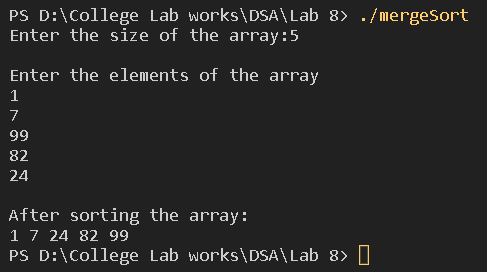 PS D:\College Lab works\DSA\Lab 8> ./mergeSort
Enter the size of the array:5
Enter the elements of the array
1
7
99
82
24
After sorting the array:
1 7 24 82 99
PS D:\College Lab works\DSA\Lab 8>